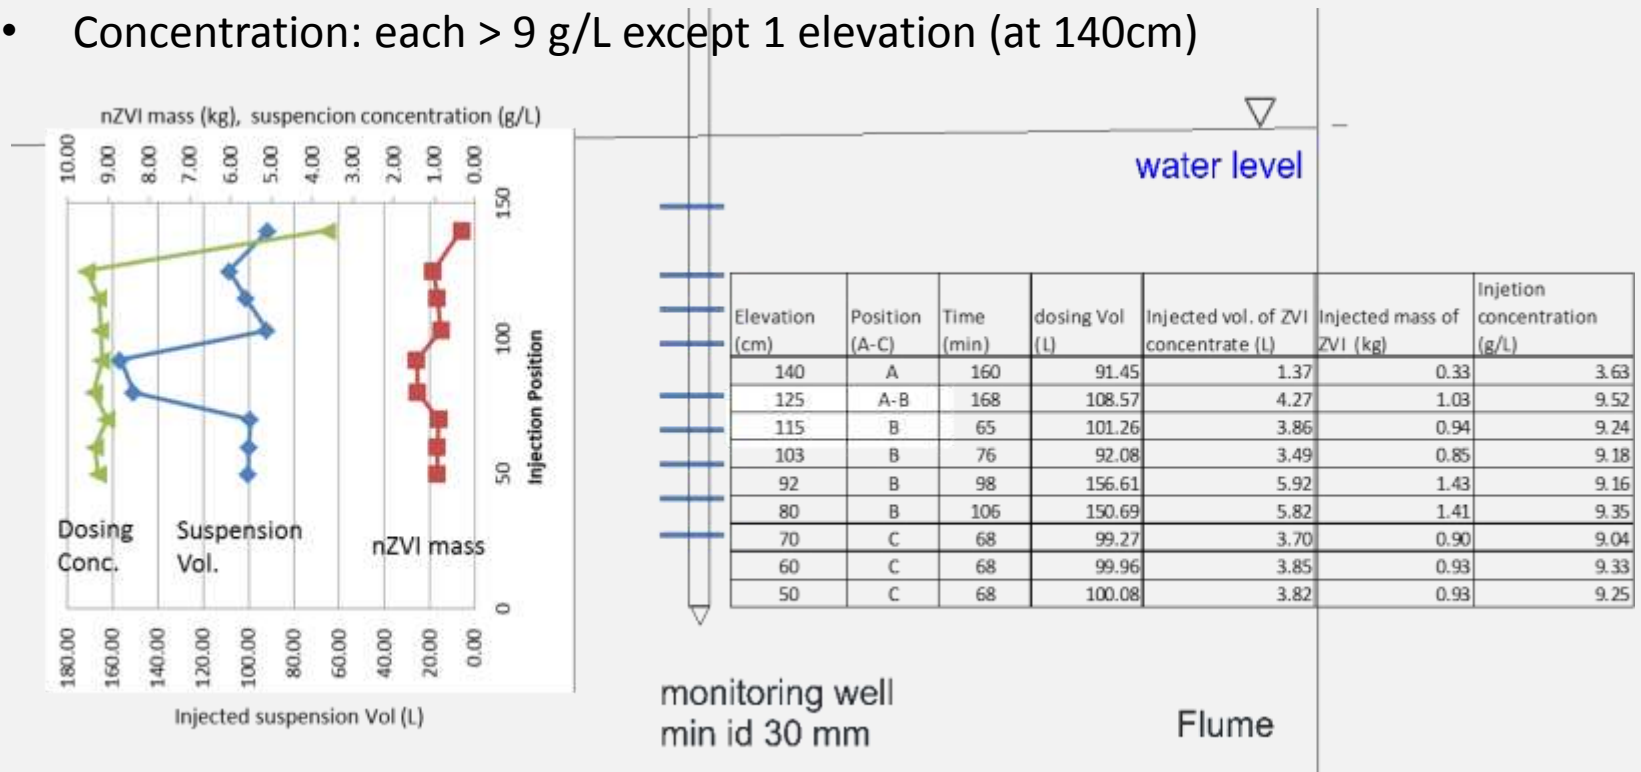 • Concentration: each > 9 g/L except 1 elevation (at 140cm)
nZVI mass (kg), suspencion concentration (g/L)
10.00 9.00 8.00 7.00 6.00 5.00 4.00 3.00 2.00 1.00 0.00
150
100
50
0
Injection Position
Dosing Conc.
Suspension Vol.
nZVI mass
180.00 160.00 140.00 120.00 100.00 80.00 60.00 40.00 20.00 0.00
Injected suspension Vol (L)
water level
Elevation (cm) Position (A-C) Time (min) dosing Vol (L) Injected vol. of ZVI concentrate (L) Injected mass of ZVI (kg) Injetion concentration (g/L)
140 A 160 91.45 1.37 0.33 3.63
125 A-B 168 108.57 4.27 1.03 9.52
115 B 65 101.26 3.86 0.94 9.24
103 B 76 92.08 3.49 0.85 9.18
92 B 98 156.61 5.92 1.43 9.16
80 B 106 150.69 5.82 1.41 9.35
70 C 68 99.27 3.70 0.90 9.04
60 C 68 99.96 3.85 0.93 9.33
50 C 68 100.08 3.82 0.93 9.25
monitoring well
min id 30 mm
Flume